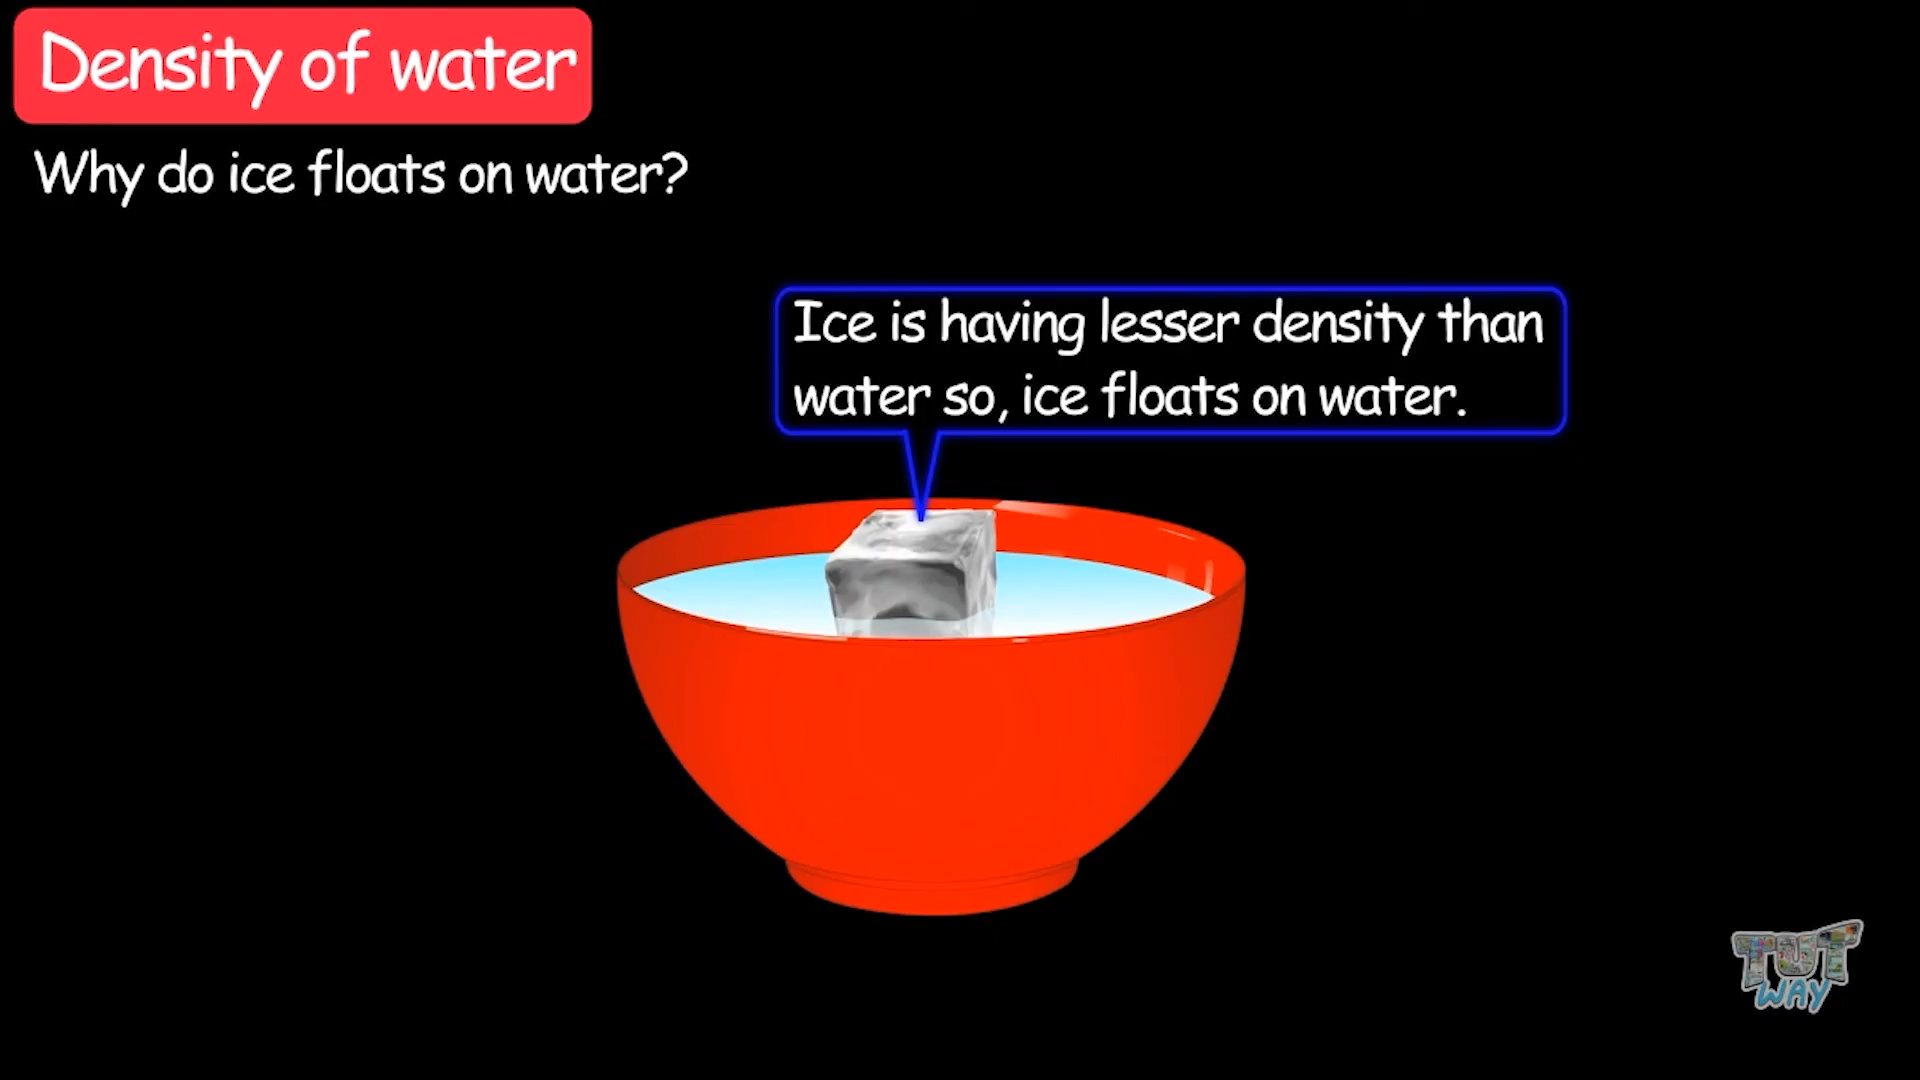 Density of water
Why do ice floats on water?
Ice is having lesser density than
water so, ice floats on water.
TUT
WAY